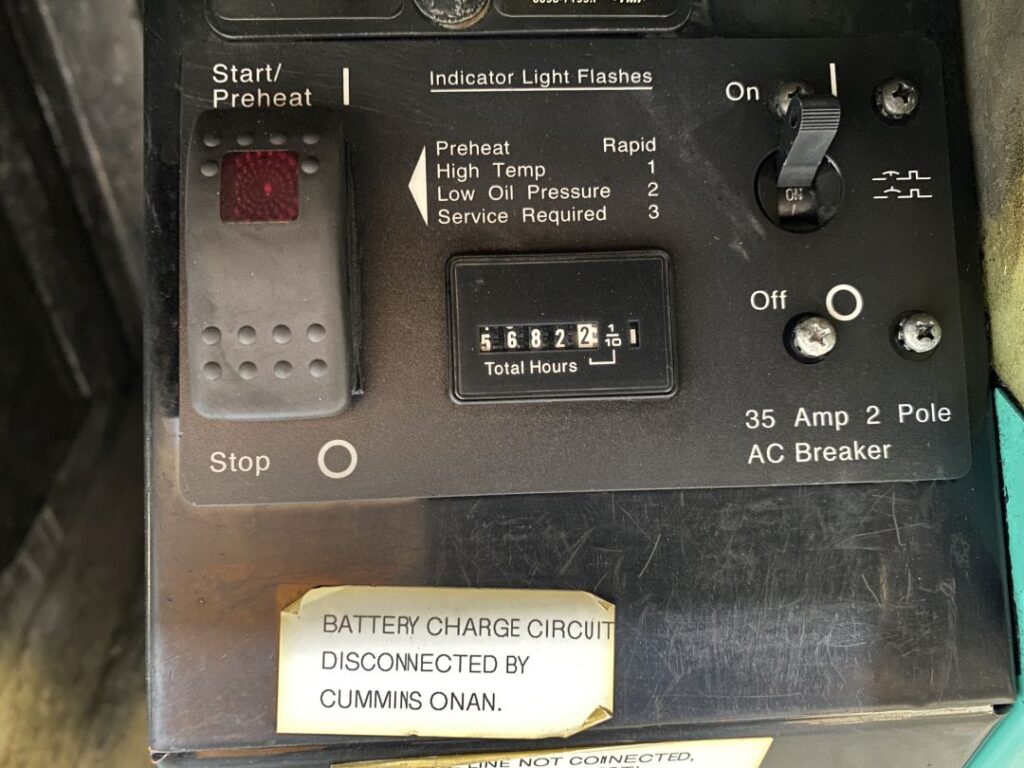 Start/
Preheat
Indicator Light Flashes
Preheat Rapid
High Temp 1
Low Oil Pressure 2
Service Required 3
On
ON
Off
5 6 8 2 2 1/10
Total Hours
35 Amp 2 Pole
AC Breaker
Stop
BATTERY CHARGE CIRCUIT
DISCONNECTED BY
CUMMINS ONAN.
LINE NOT CONNECTED,